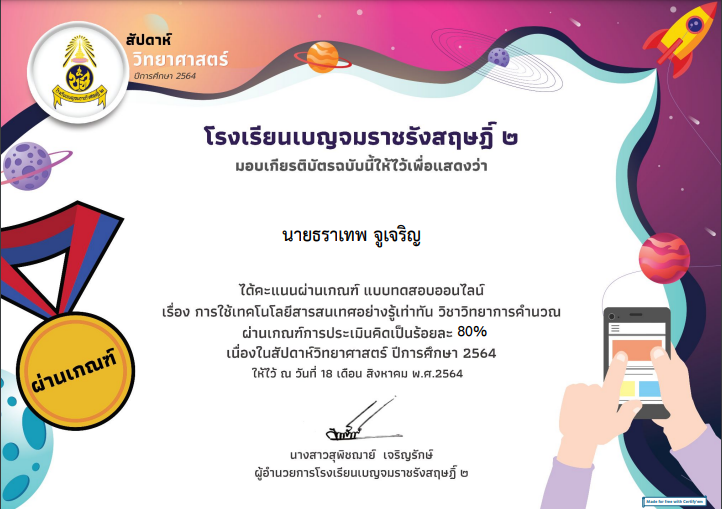 สัปดาห์
วิทยาศาสตร์
ปีการศึกษา 2564
โรงเรียนเบญจมราชรังสฤษฎิ์ ๒
มอบเกียรติบัตรฉบับนี้ให้ไว้เพื่อแสดงว่า
นายธราเทพ จูเจริญ
ได้คะแนนผ่านเกณฑ์ แบบทดสอบออนไลน์
เรื่อง การใช้เทคโนโลยีสารสนเทศอย่างรู้เท่าทัน วิชาวิทยาการคำนวณ
ผ่านเกณฑ์การประเมินคิดเป็นร้อยละ 80%
เนื่องในสัปดาห์วิทยาศาสตร์ ปีการศึกษา 2564
ให้ไว้ ณ วันที่ 18 เดือน สิงหาคม พ.ศ.2564
ผ่านเกณฑ์
นางสาวสุพิชฌาย์ เจริญรักษ์
ผู้อำนวยการโรงเรียนเบญจมราชรังสฤษฎิ์ ๒
Made for free with Certify'em